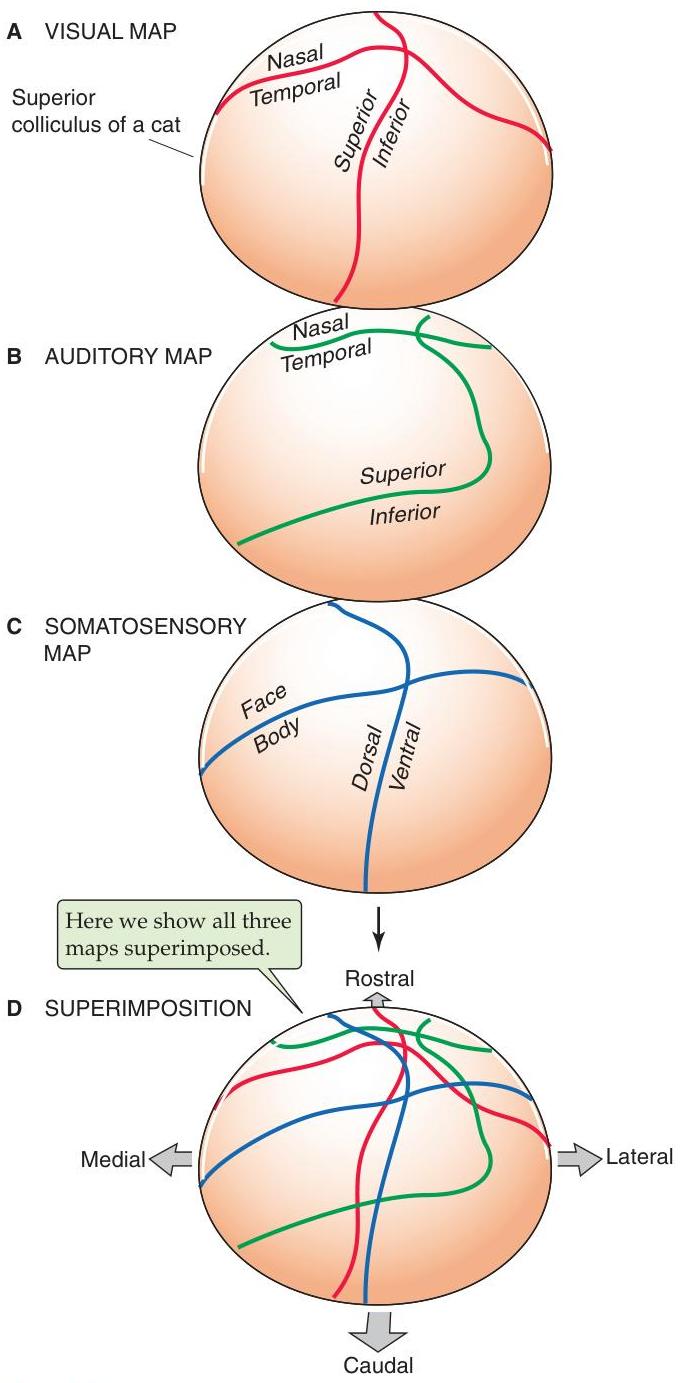 A VISUAL MAP
Nasal
Temporal
Superior
Inferior
Superior
colliculus of a cat
B AUDITORY MAP
Nasal
Temporal
Superior
Inferior
C SOMATOSENSORY
MAP
Face
Body
Dorsal
Ventral
Here we show all three
maps superimposed.
Rostral
D SUPERIMPOSITION
Medial
Lateral
Caudal